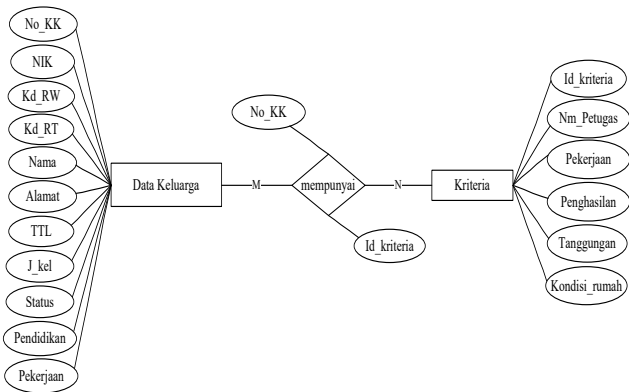 No_KK
NIK
Kd_RW
Kd_RT
Nama
Alamat
TTL
J_kel
Status
Pendidikan
Pekerjaan
Data Keluarga
M
No_KK
mempunyai
Id_kriteria
N
Kriteria
Id_kriteria
Nm_Petugas
Pekerjaan
Penghasilan
Tanggungan
Kondisi_rumah